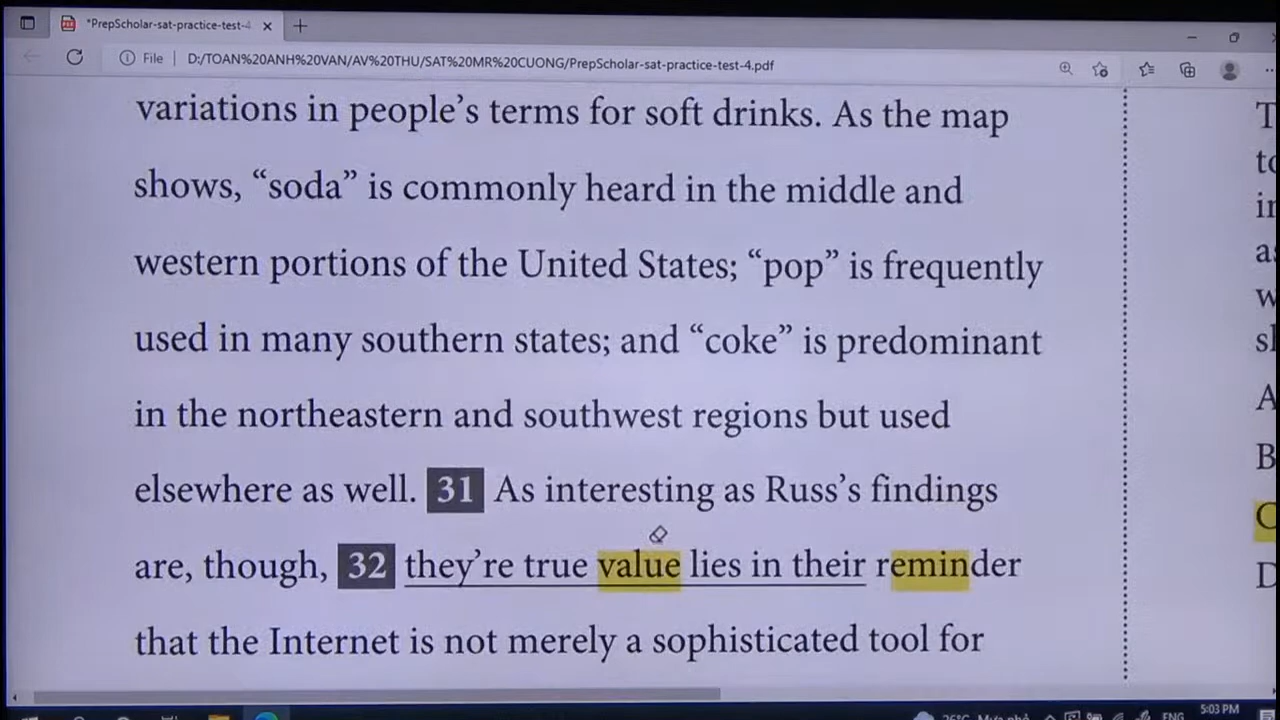 *PrepScholar-sat-practice-test-4
File | D:/TOAN%20ANH%20VAN/AV%20THU/SAT%20MR%20CUONG/PrepScholar-sat-practice-test-4.pdf
variations in people’s terms for soft drinks. As the map
shows, “soda” is commonly heard in the middle and
western portions of the United States; “pop” is frequently
used in many southern states; and “coke” is predominant
in the northeastern and southwest regions but used
elsewhere as well. 31 As interesting as Russ’s findings
are, though, 32 they’re true value lies in their reminder
that the Internet is not merely a sophisticated tool for
A
B
C
D
ENG
5:03 PM